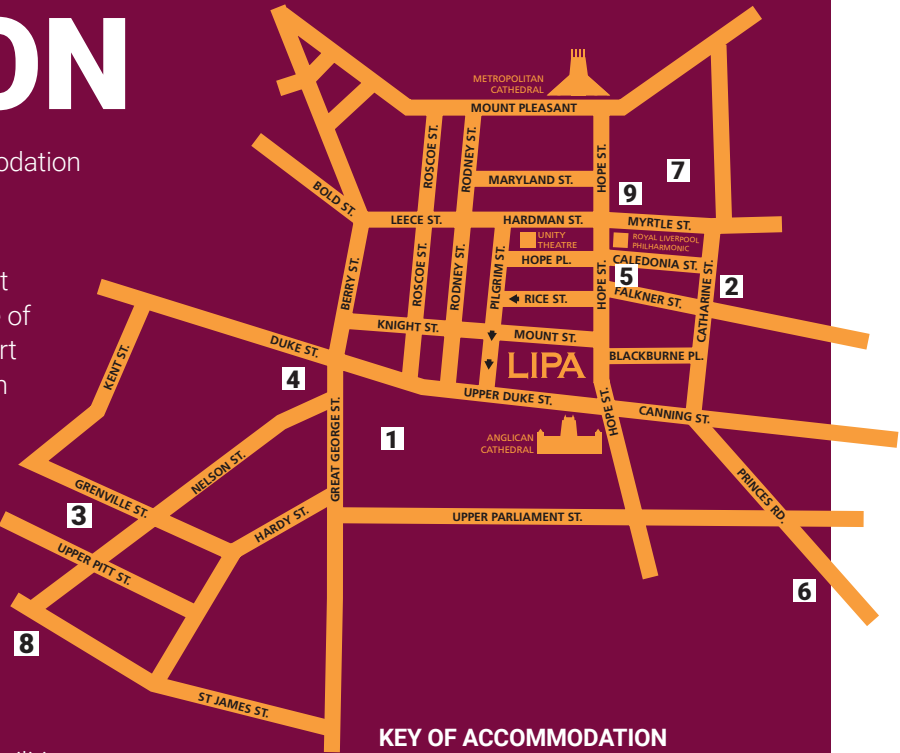 ON
odation
t
of
rt
n
METROPOLITAN
CATHEDRAL
MOUNT PLEASANT
ROSCOE ST.
RODNEY ST.
HOPE ST.
MARYLAND ST.
7
9
BOLD ST.
LEECE ST.
HARDMAN ST.
MYRTLE ST.
UNITY
THEATRE
ROYAL LIVERPOOL
PHILHARMONIC
BERRY ST.
ROSCOE ST.
RODNEY ST.
PILGRIM ST.
HOPE PL.
HOPE ST.
CALEDONIA ST.
5
2
CATHARINE ST.
RICE ST.
FALKNER ST.
KNIGHT ST.
MOUNT ST.
DUKE ST.
KENT ST.
LIPA
BLACKBURNE PL.
4
UPPER DUKE ST.
HOPE ST.
CANNING ST.
GREAT GEORGE ST.
1
ANGLICAN
CATHEDRAL
NELSON ST.
GRENVILLE ST.
3
HARDY ST.
UPPER PARLIAMENT ST.
PRINCES RD.
UPPER PITT ST.
6
8
ST JAMES ST.
KEY OF ACCOMMODATION